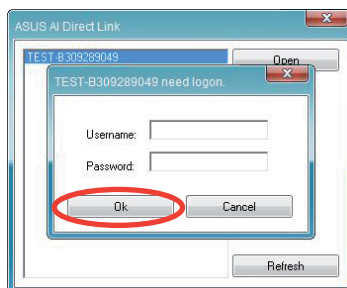 ASUS AI Direct Link
TEST-B309289049
Open
TEST-B309289049 need logon.
Username:
Password:
Ok
Cancel
Refresh